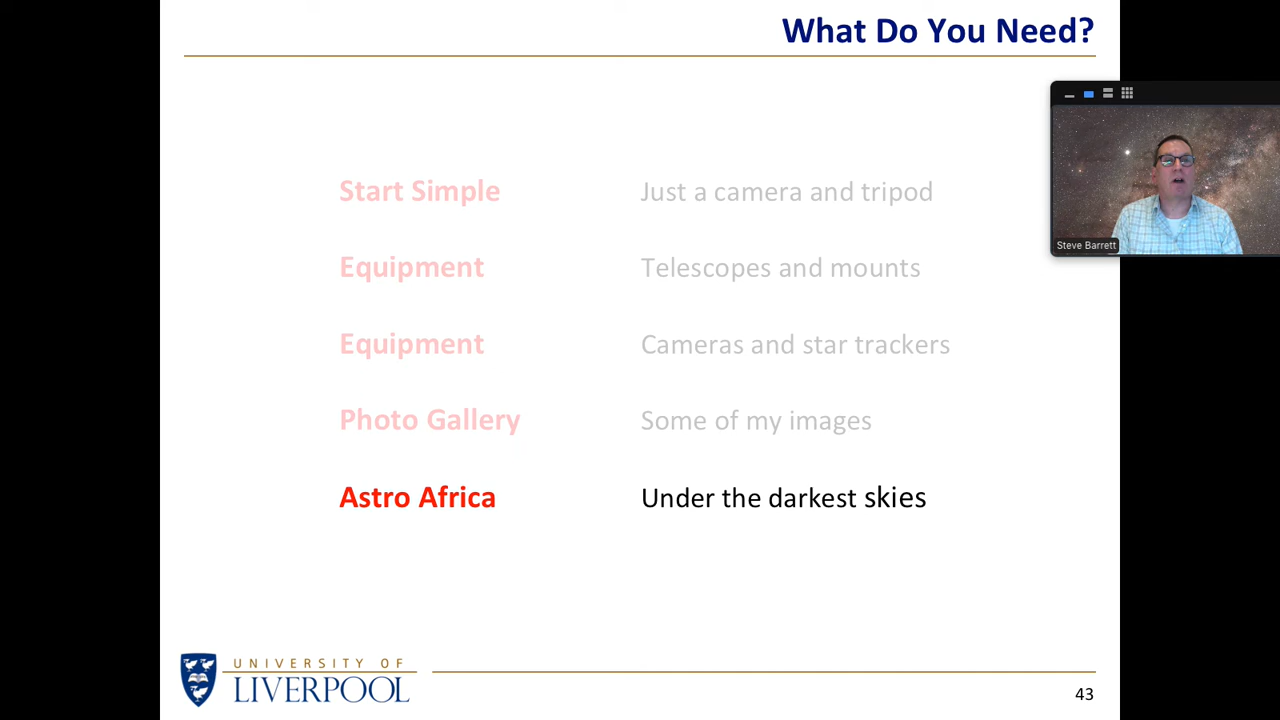 What Do You Need?
Start Simple Just a camera and tripod
Equipment Telescopes and mounts
Equipment Cameras and star trackers
Photo Gallery Some of my images
Astro Africa Under the darkest skies
Steve Barrett
UNIVERSITY OF
LIVERPOOL
43